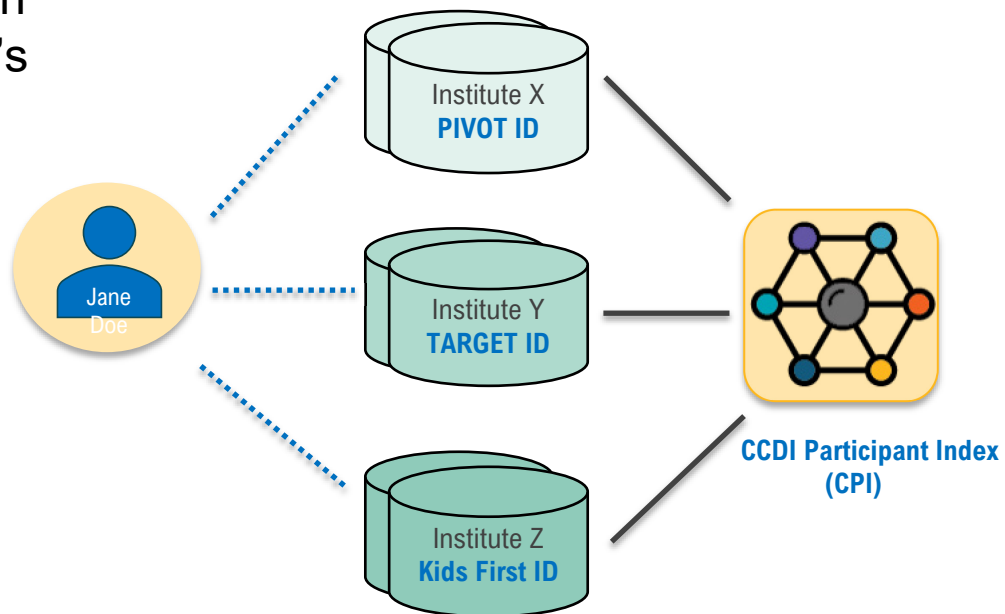 's
Institute X
PIVOT ID
Jane
Doe
Institute Y
TARGET ID
CCDI Participant Index
(CPI)
Institute Z
Kids First ID